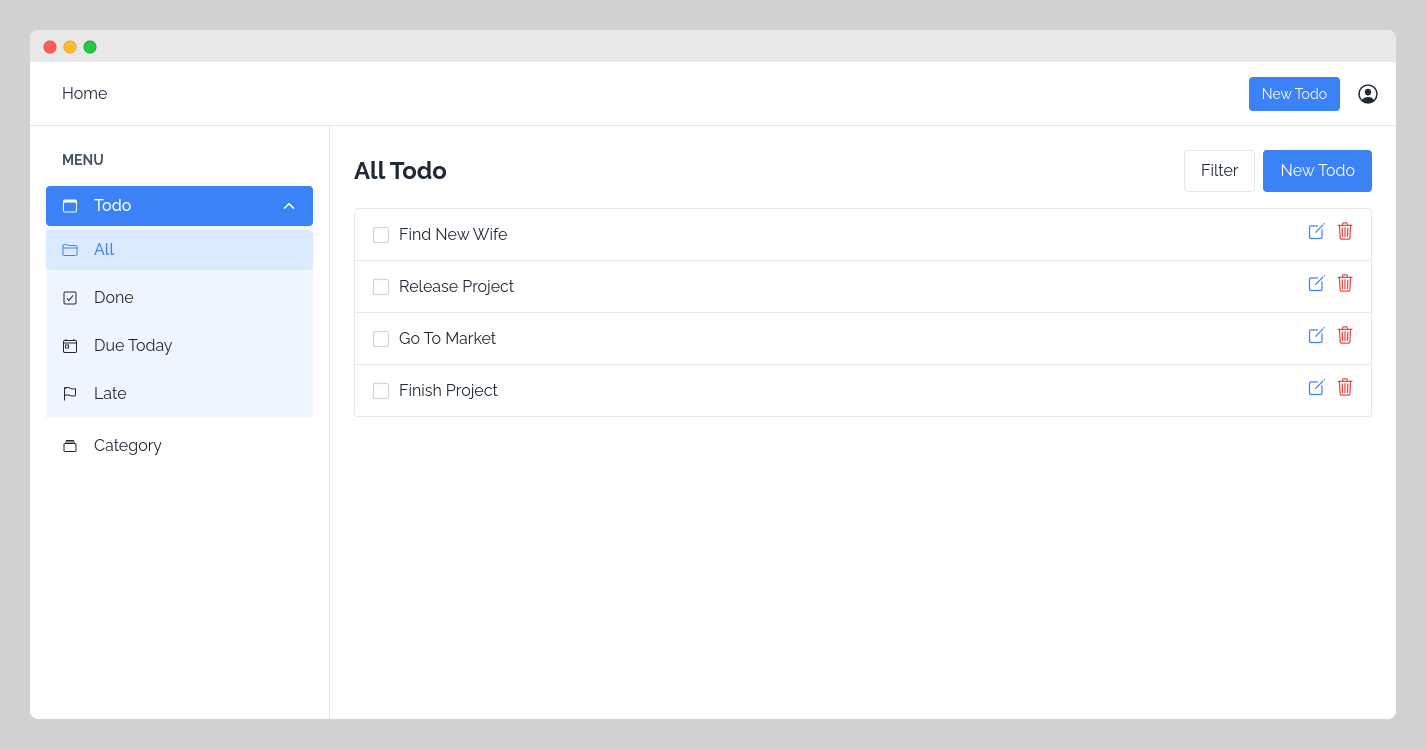 Home
New Todo
MENU
Todo
All
Done
Due Today
Late
Category
All Todo
Filter
New Todo
Find New Wife
Release Project
Go To Market
Finish Project